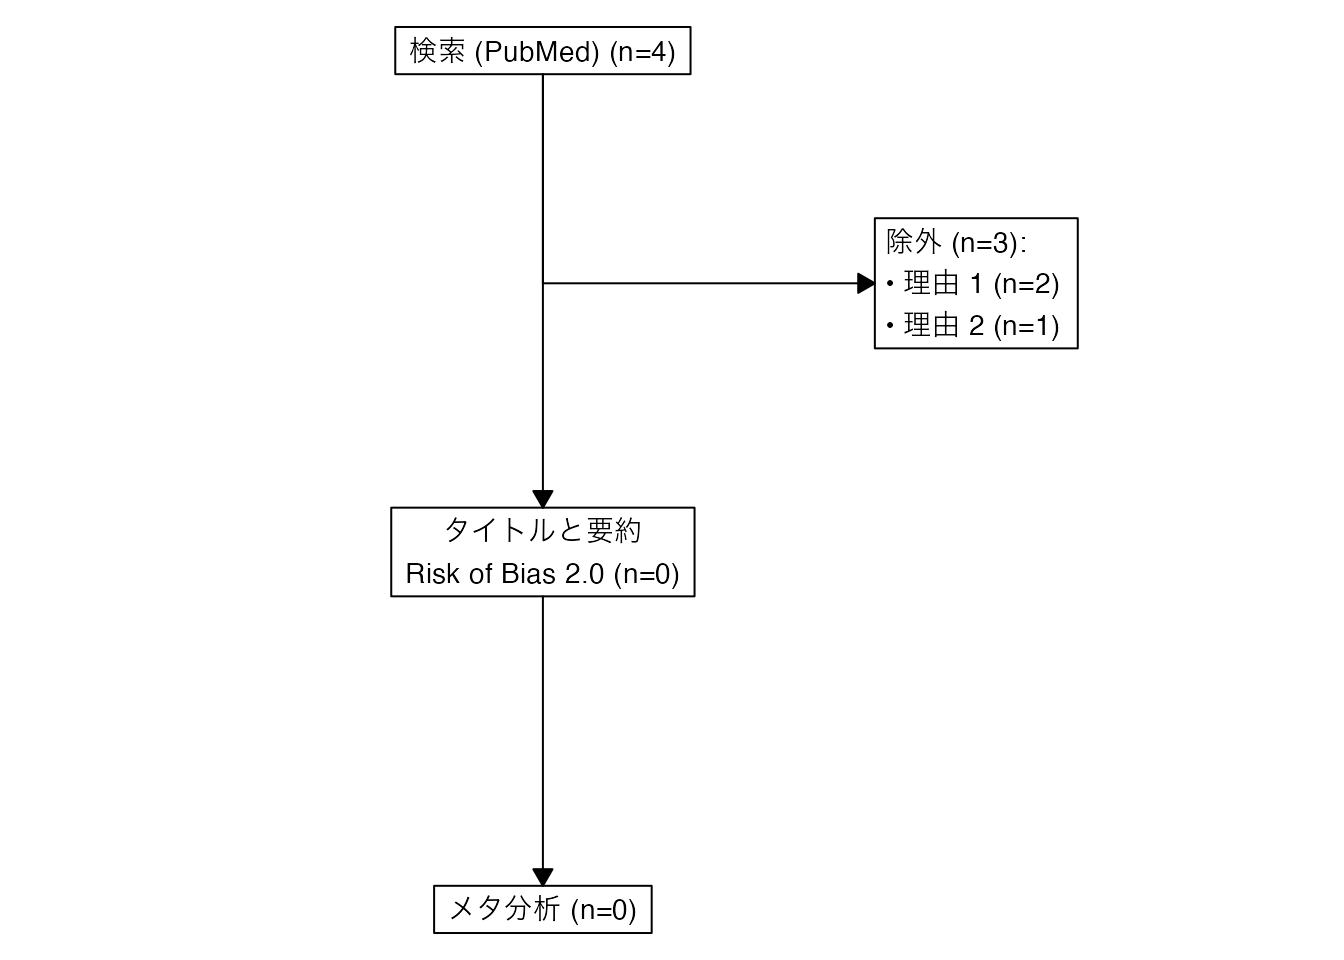 検索 (PubMed) (n=4)
除外 (n=3):
• 理由 1 (n=2)
• 理由 2 (n=1)
タイトルと要約
Risk of Bias 2.0 (n=0)
メタ分析 (n=0)